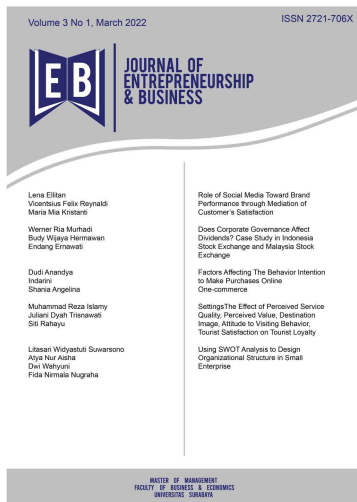 Volume 3 No 1, March 2022
ISSN 2721-706X
EB
JOURNAL OF
ENTREPRENEURSHIP
& BUSINESS
Lena Ellitan
Vicentsius Felix Reynaldi
Maria Mia Kristanti
Role of Social Media Toward Brand
Performance through Mediation of
Customer's Satisfaction
Werner Ria Murhadi
Budy Wijaya Hermawan
Endang Ernawati
Does Corporate Governance Affect
Dividends? Case Study in Indonesia
Stock Exchange and Malaysia Stock
Exchange
Dudi Anandya
Indarini
Shania Angelina
Factors Affecting The Behavior Intention
to Make Purchases Online
One-commerce
Muhammad Reza Islamy
Juliani Dyah Trisnawati
Siti Rahayu
SettingsThe Effect of Perceived Service
Quality, Perceived Value, Destination
Image, Attitude to Visiting Behavior,
Tourist Satisfaction on Tourist Loyalty
Litasari Widyastuti Suwarsono
Atya Nur Aisha
Dwi Wahyuni
Fida Nirmala Nugraha
Using SWOT Analysis to Design
Organizational Structure in Small
Enterprise
MASTER OF MANAGEMENT
FACULTY OF BUSINESS & ECONOMICS
UNIVERSITAS SURABAYA